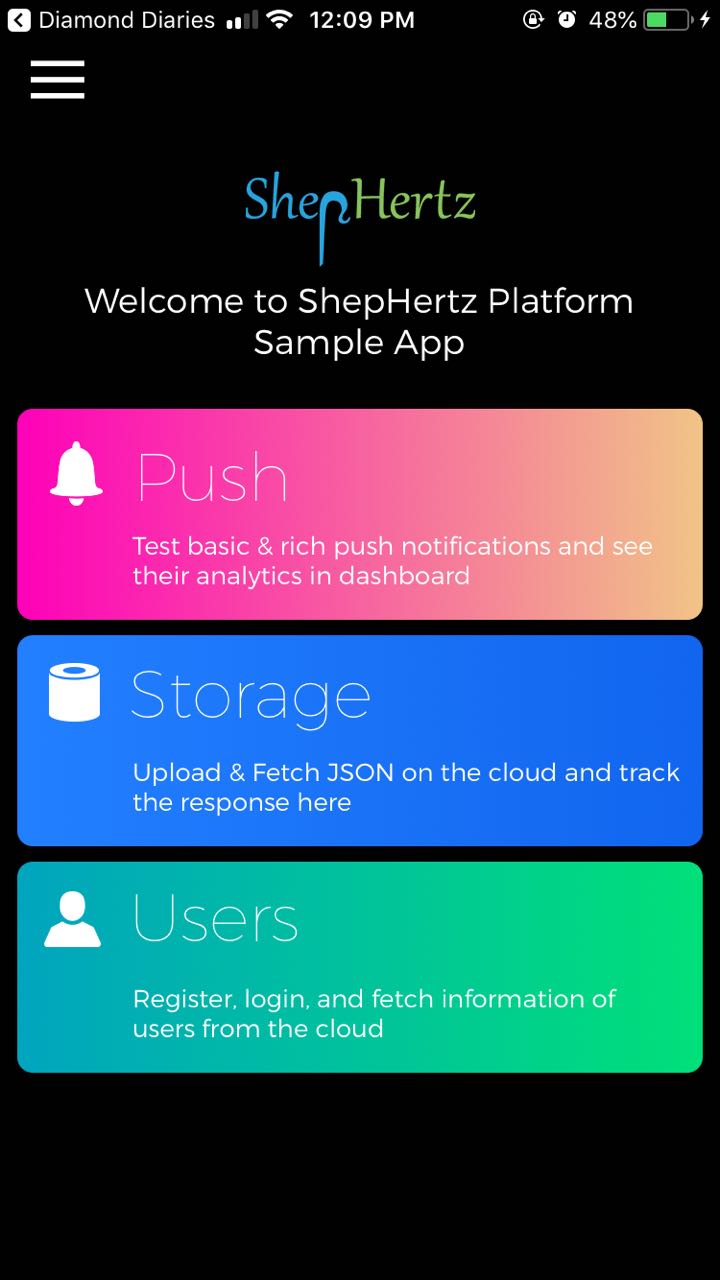 Diamond Diaries 12:09 PM 48%
ShepHertz
Welcome to ShepHertz Platform
Sample App
Push
Test basic & rich push notifications and see
their analytics in dashboard
Storage
Upload & Fetch JSON on the cloud and track
the response here
Users
Register, login, and fetch information of
users from the cloud